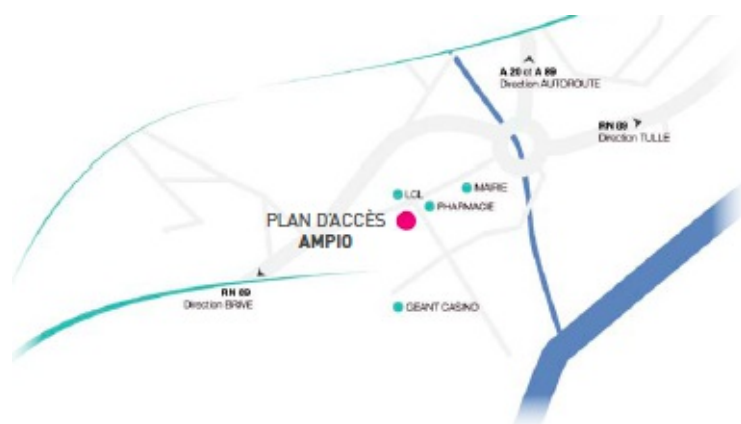 A 20 et A 89
Direction AUTOROUTE
RN 89
Direction TULLE
MAIRIE
LCL
PHARMACIE
PLAN D'ACCÈS
AMPIO
RN 89
Direction BRIVE
GEANT CASINO